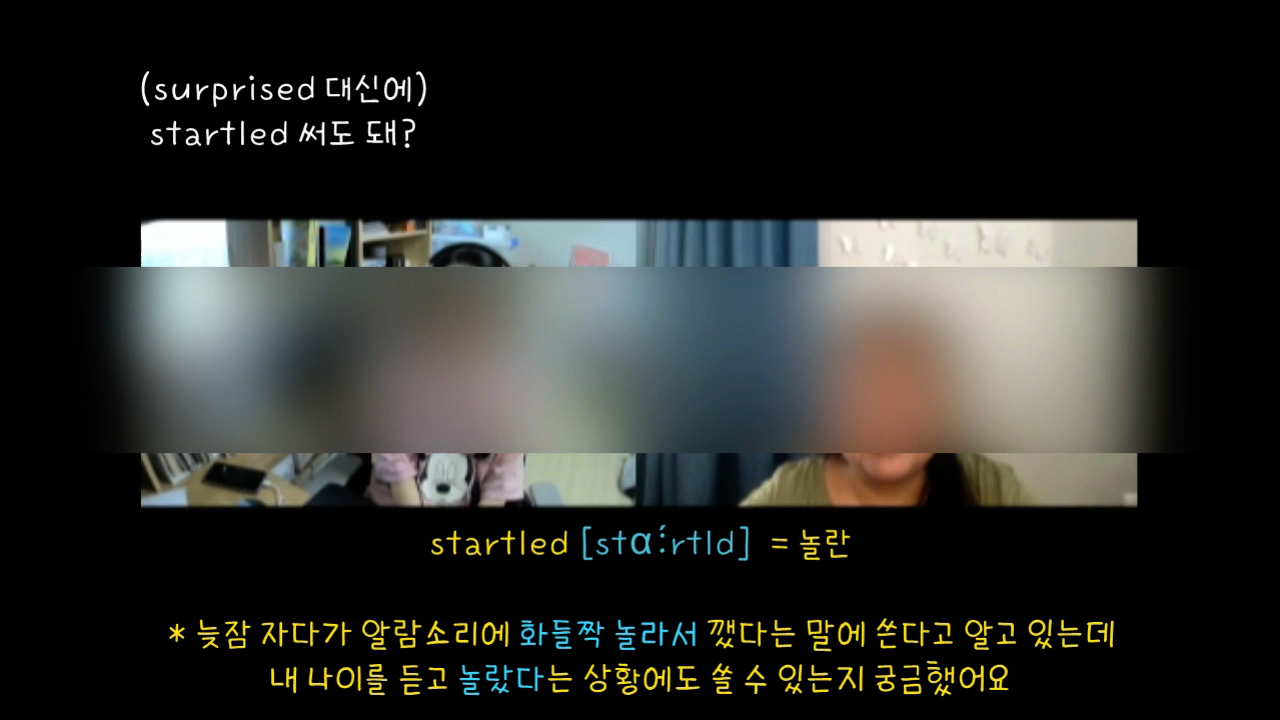 (surprised 대신에)
startled 써도 돼?
startled [stɑ́ːrtld] = 놀란
* 늦잠 자다가 알람소리에 화들짝 놀라서 깼다는 말에 쓴다고 알고 있는데
내 나이를 듣고 놀랐다는 상황에도 쓸 수 있는지 궁금했어요